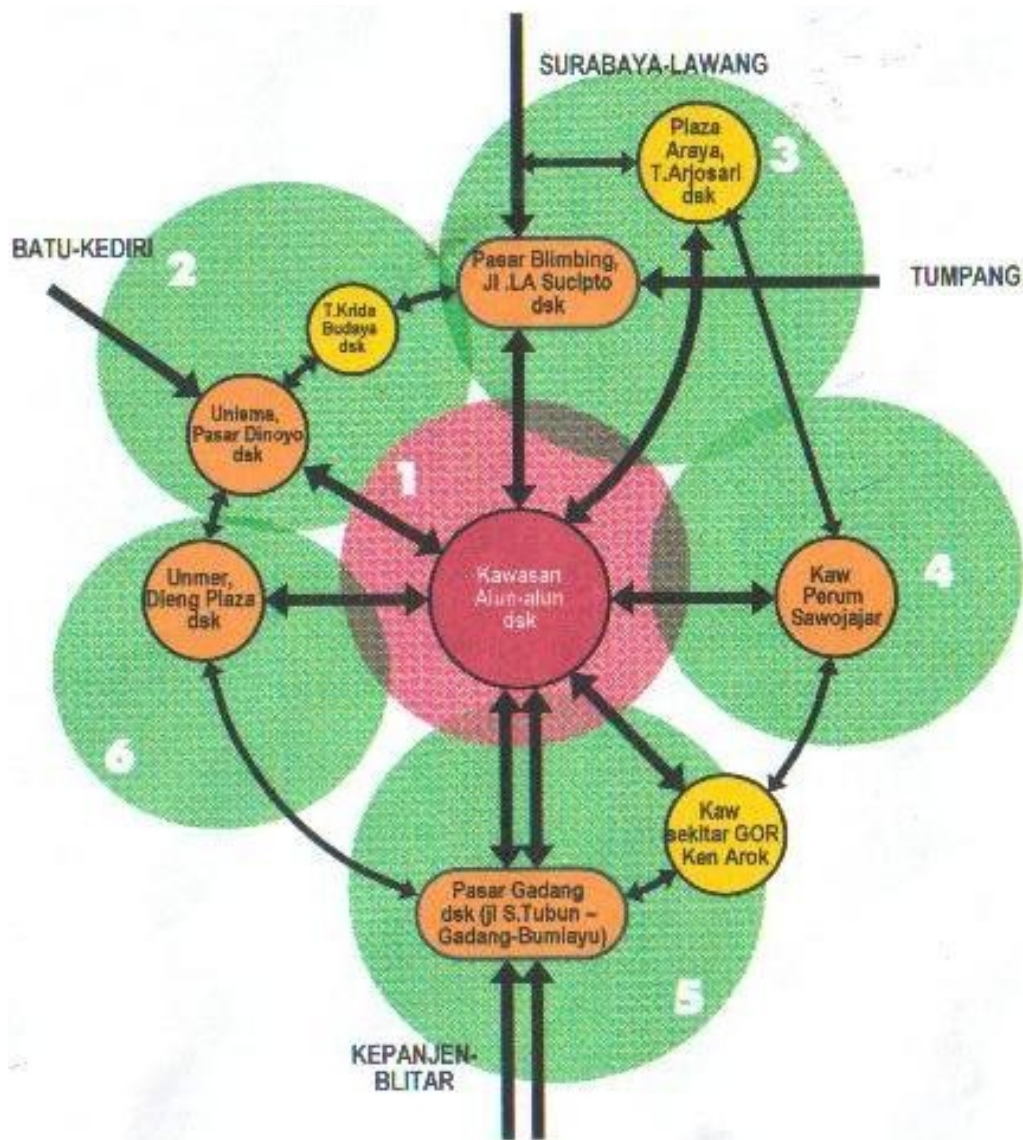 SURABAYA-LAWANG
Plaza
Araya,
T.Arjosari
dsk
3
BATU-KEDIRI
2
Pasar Blimbing,
Jl .LA Sucipto
dsk
TUMPANG
T.Krida
Budaya
dsk
Unisma,
Pasar Dinoyo
dsk
1
Unmer,
Dieng Plaza
dsk
Kawasan
Alun-alun
dsk
Kaw
Perum
Sawojajar
4
6
Kaw
sekitar GOR
Ken Arok
Pasar Gadang
dsk (jl S.Tubun –
Gadang-Bumiayu)
5
KEPANJEN-
BLITAR